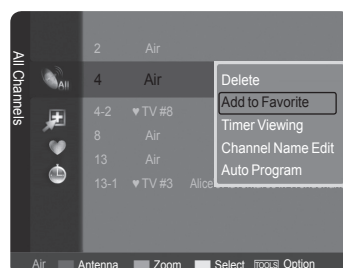 All Channels
All
2 Air
4 Air
4-2 ♥ TV #8
8 Air
13 Air
13-1 ♥ TV #3 Alice
Delete
Add to Favorite
Timer Viewing
Channel Name Edit
Auto Program
Air Antenna Zoom Select TOOLS Option